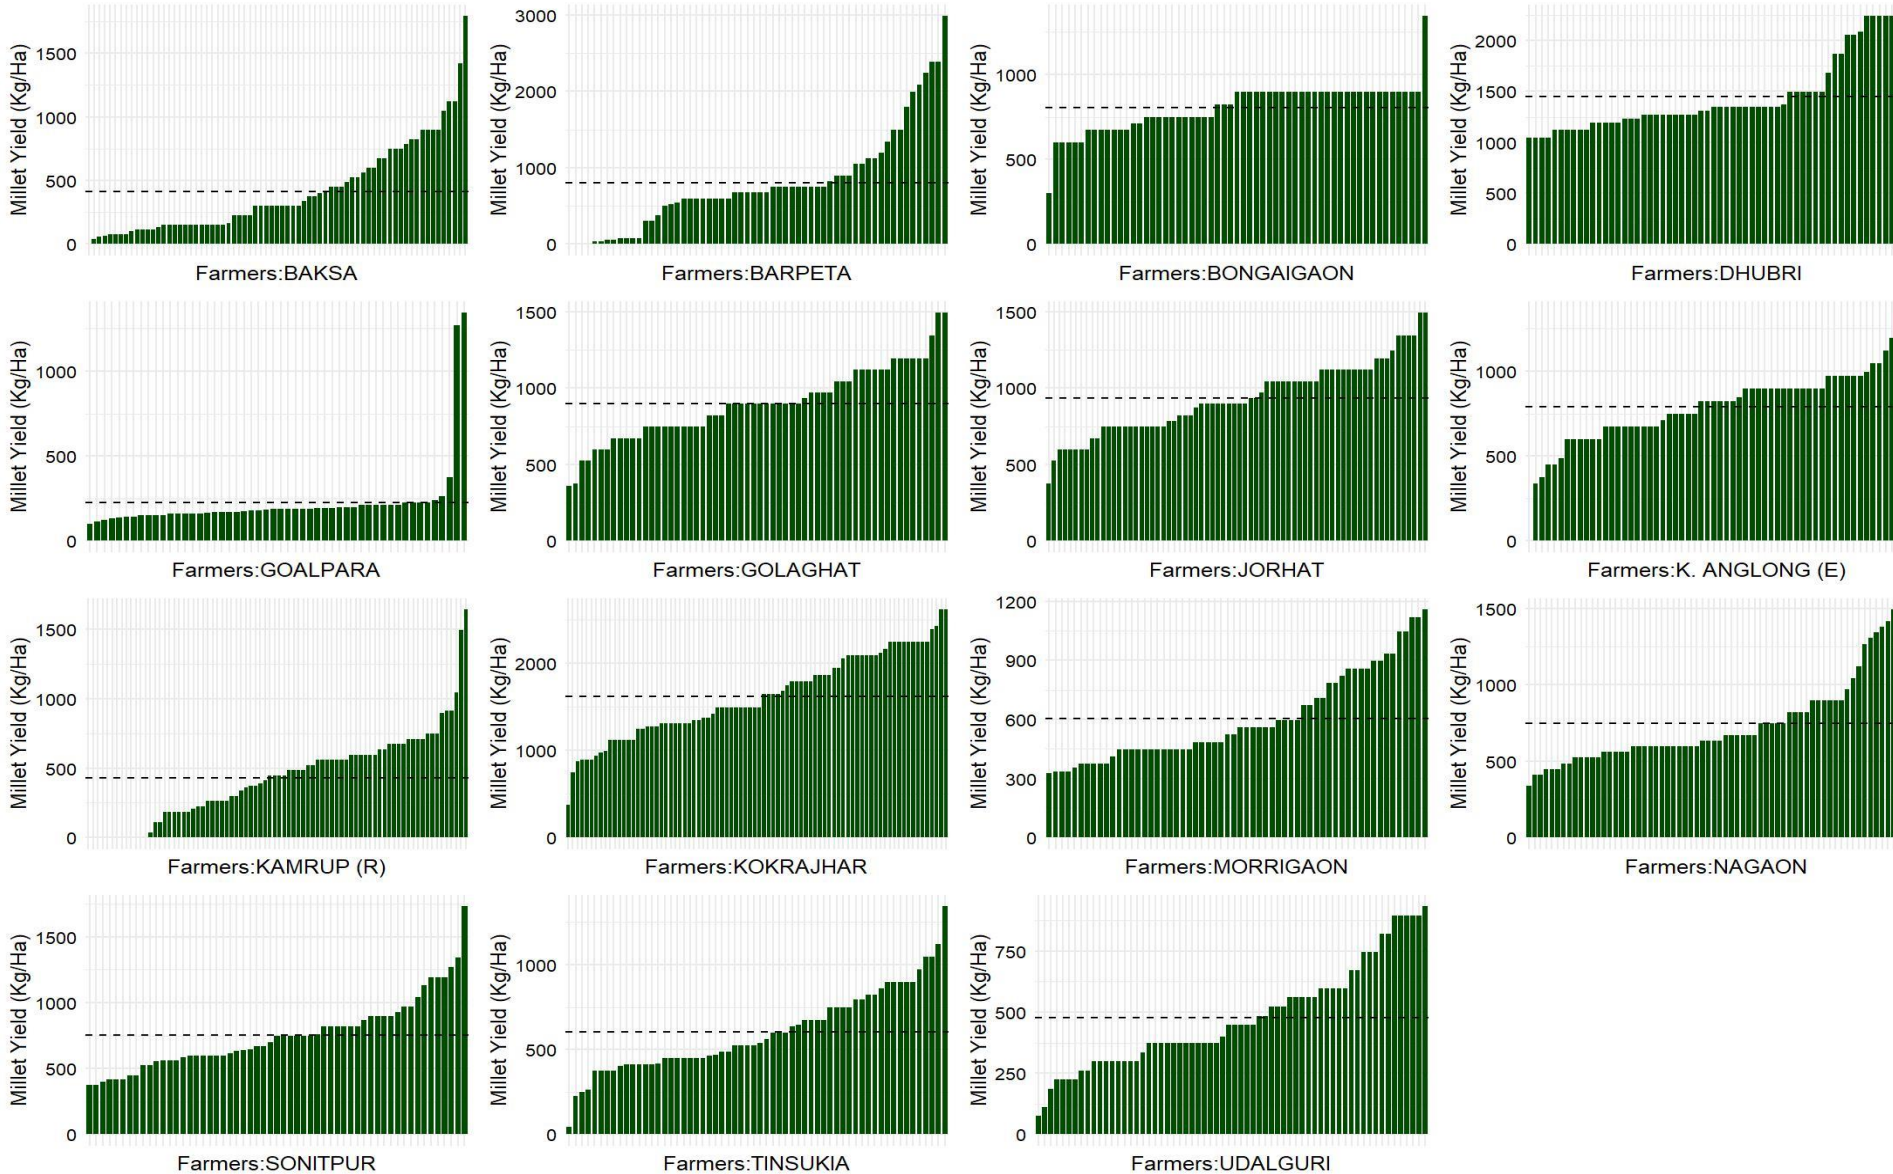 Millet Yield (Kg/Ha)
1500
1000
500
0
Farmers:BAKSA
Millet Yield (Kg/Ha)
3000
2000
1000
0
Farmers:BARPETA
Millet Yield (Kg/Ha)
1000
500
0
Farmers:BONGAIGAON
Millet Yield (Kg/Ha)
2000
1500
1000
500
0
Farmers:DHUBRI
Millet Yield (Kg/Ha)
1000
500
0
Farmers:GOALPARA
Millet Yield (Kg/Ha)
1500
1000
500
0
Farmers:GOLAGHAT
Millet Yield (Kg/Ha)
1500
1000
500
0
Farmers:JORHAT
Millet Yield (Kg/Ha)
1000
500
0
Farmers:K. ANGLONG (E)
Millet Yield (Kg/Ha)
1500
1000
500
0
Farmers:KAMRUP (R)
Millet Yield (Kg/Ha)
2000
1000
0
Farmers:KOKRAJHAR
Millet Yield (Kg/Ha)
1200
900
600
300
0
Farmers:MORRIGAON
Millet Yield (Kg/Ha)
1500
1000
500
0
Farmers:NAGAON
Millet Yield (Kg/Ha)
1500
1000
500
0
Farmers:SONITPUR
Millet Yield (Kg/Ha)
1000
500
0
Farmers:TINSUKIA
Millet Yield (Kg/Ha)
750
500
250
0
Farmers:UDALGURI